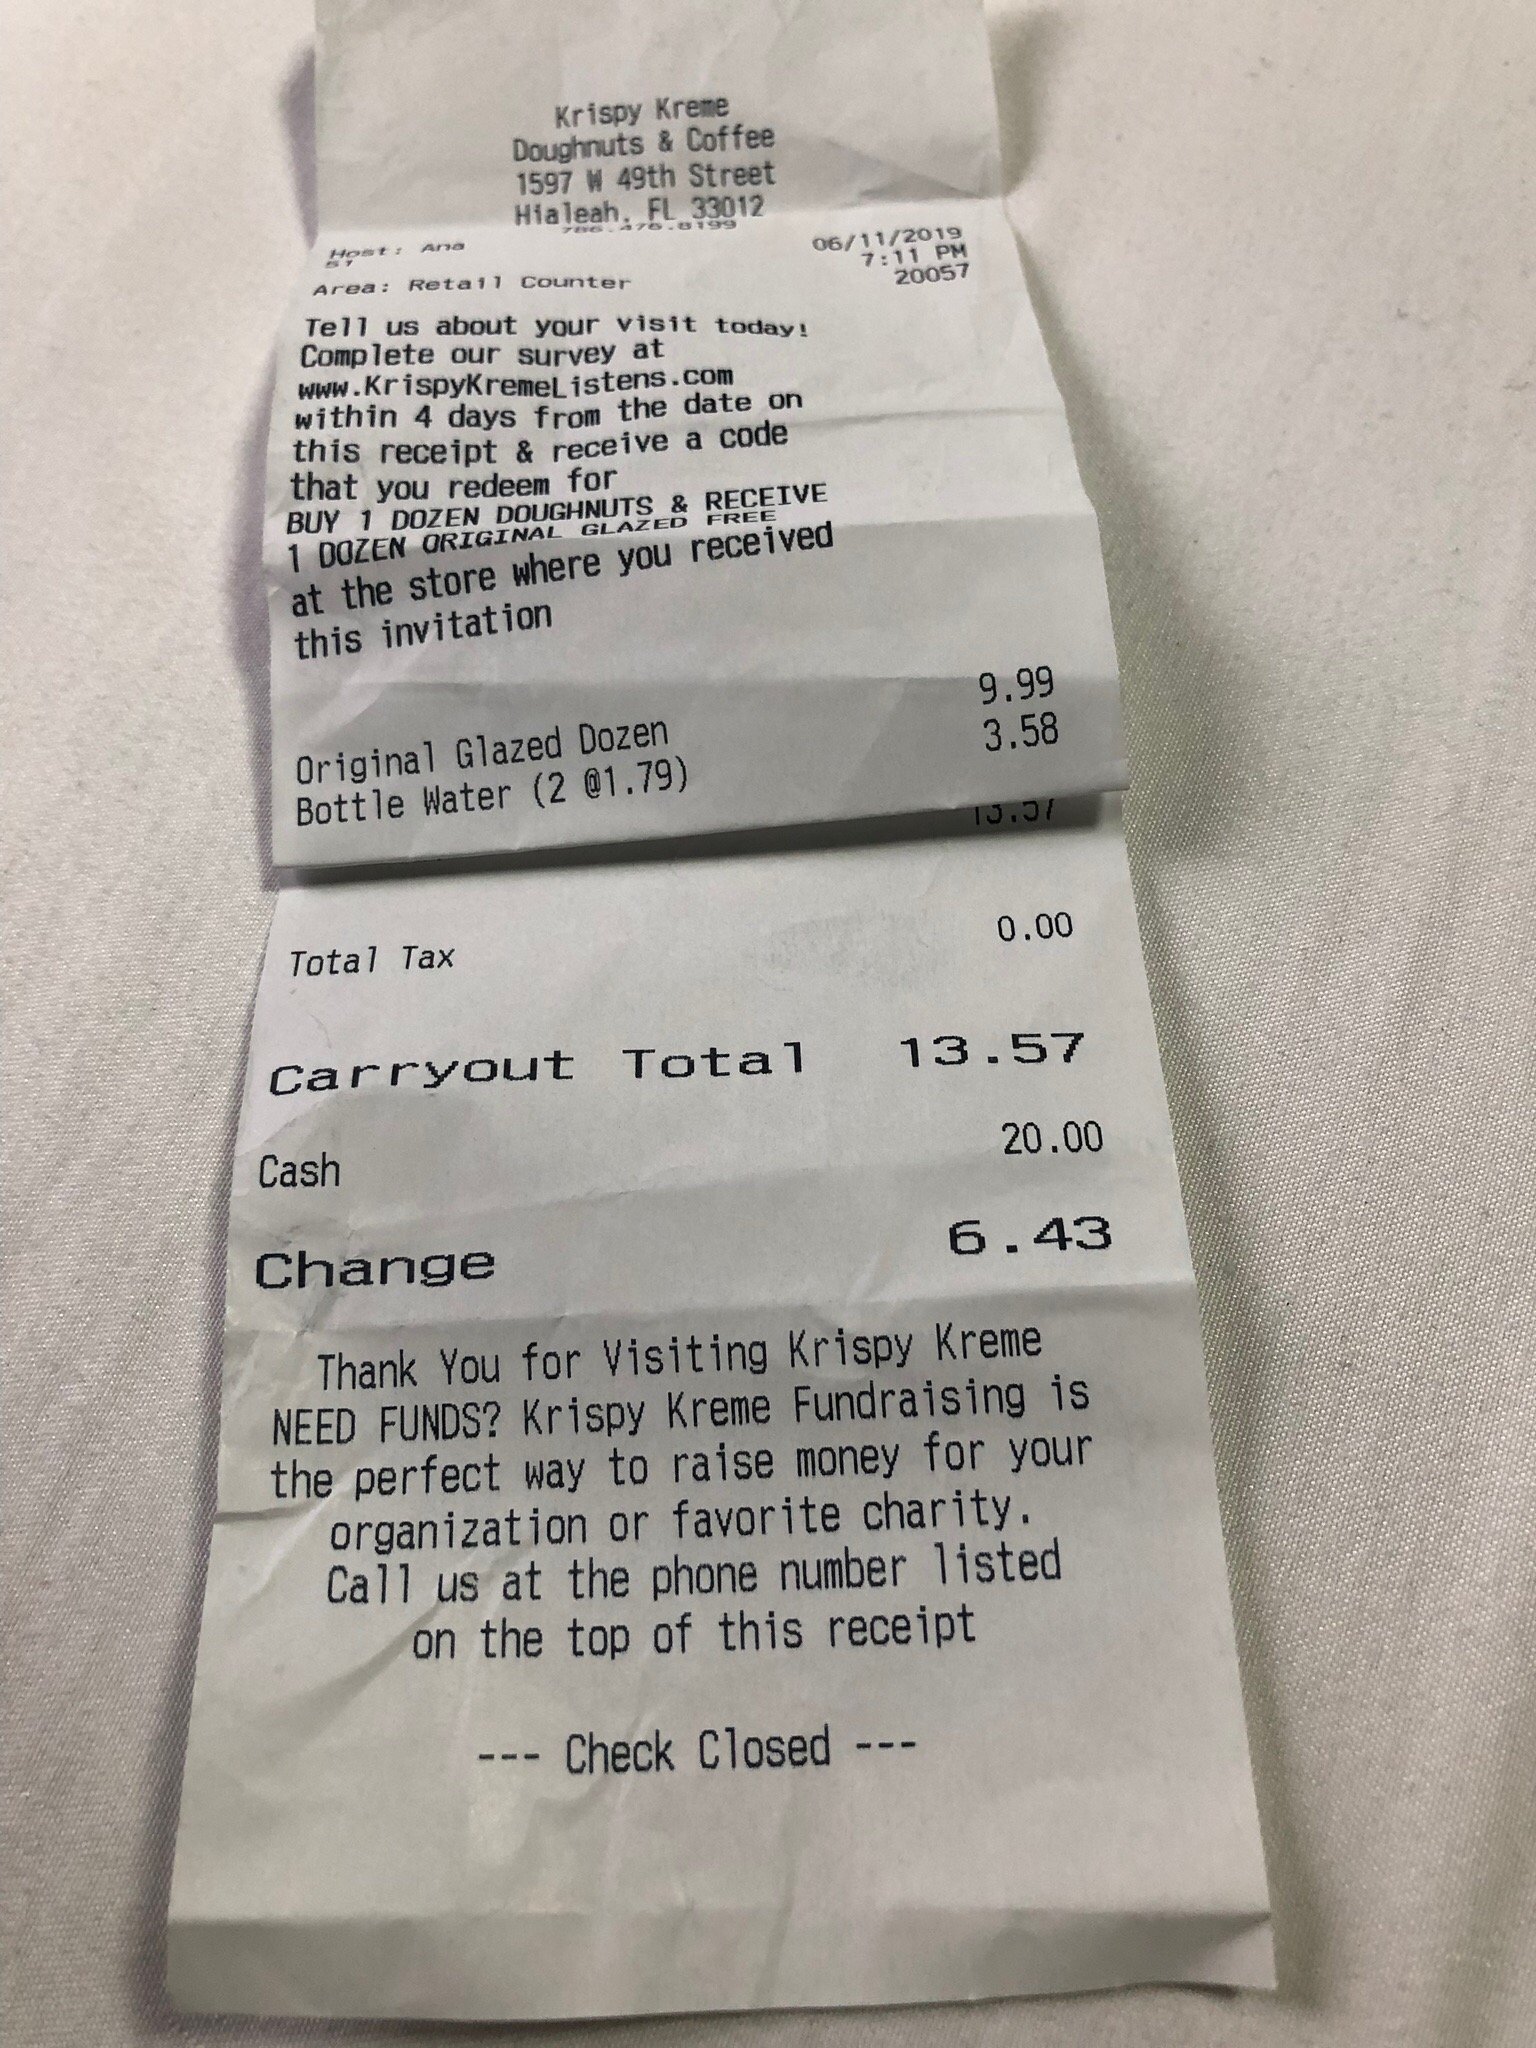 Krispy Kreme
Doughnuts & Coffee
1597 W 49th Street
Hialeah, FL 33012
786.476.8199
Host: Ana 06/11/2019
51 7:11 PM
Area: Retail Counter 20057
Tell us about your visit today!
Complete our survey at
www.KrispyKremeListens.com
within 4 days from the date on
this receipt & receive a code
that you redeem for
BUY 1 DOZEN DOUGHNUTS & RECEIVE
1 DOZEN ORIGINAL GLAZED FREE
at the store where you received
this invitation
Original Glazed Dozen 9.99
Bottle Water (2 @1.79) 3.58
13.57
Total Tax 0.00
Carryout Total 13.57
Cash 20.00
Change 6.43
Thank You for Visiting Krispy Kreme
NEED FUNDS? Krispy Kreme Fundraising is
the perfect way to raise money for your
organization or favorite charity.
Call us at the phone number listed
on the top of this receipt
--- Check Closed ---